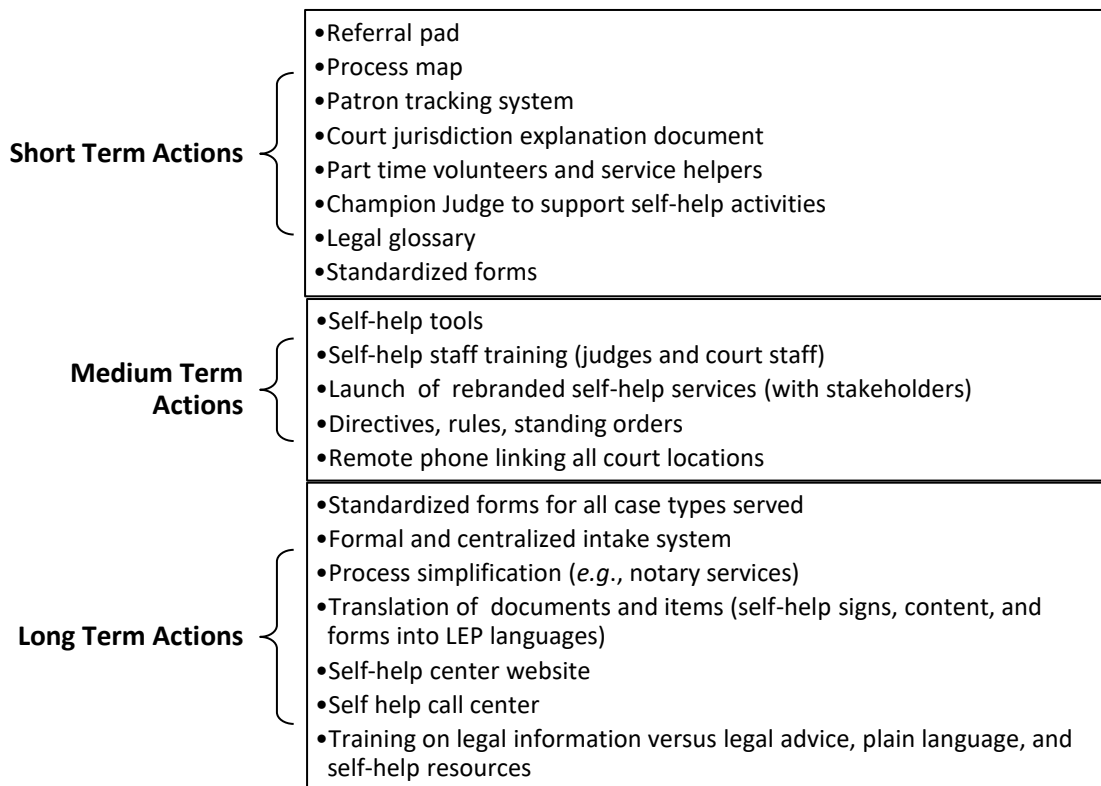 Short Term Actions
•Referral pad
•Process map
•Patron tracking system
•Court jurisdiction explanation document
•Part time volunteers and service helpers
•Champion Judge to support self-help activities
•Legal glossary
•Standardized forms
Medium Term
Actions
•Self-help tools
•Self-help staff training (judges and court staff)
•Launch of rebranded self-help services (with stakeholders)
•Directives, rules, standing orders
•Remote phone linking all court locations
Long Term Actions
•Standardized forms for all case types served
•Formal and centralized intake system
•Process simplification (e.g., notary services)
•Translation of documents and items (self-help signs, content, and
forms into LEP languages)
•Self-help center website
•Self help call center
•Training on legal information versus legal advice, plain language, and
self-help resources